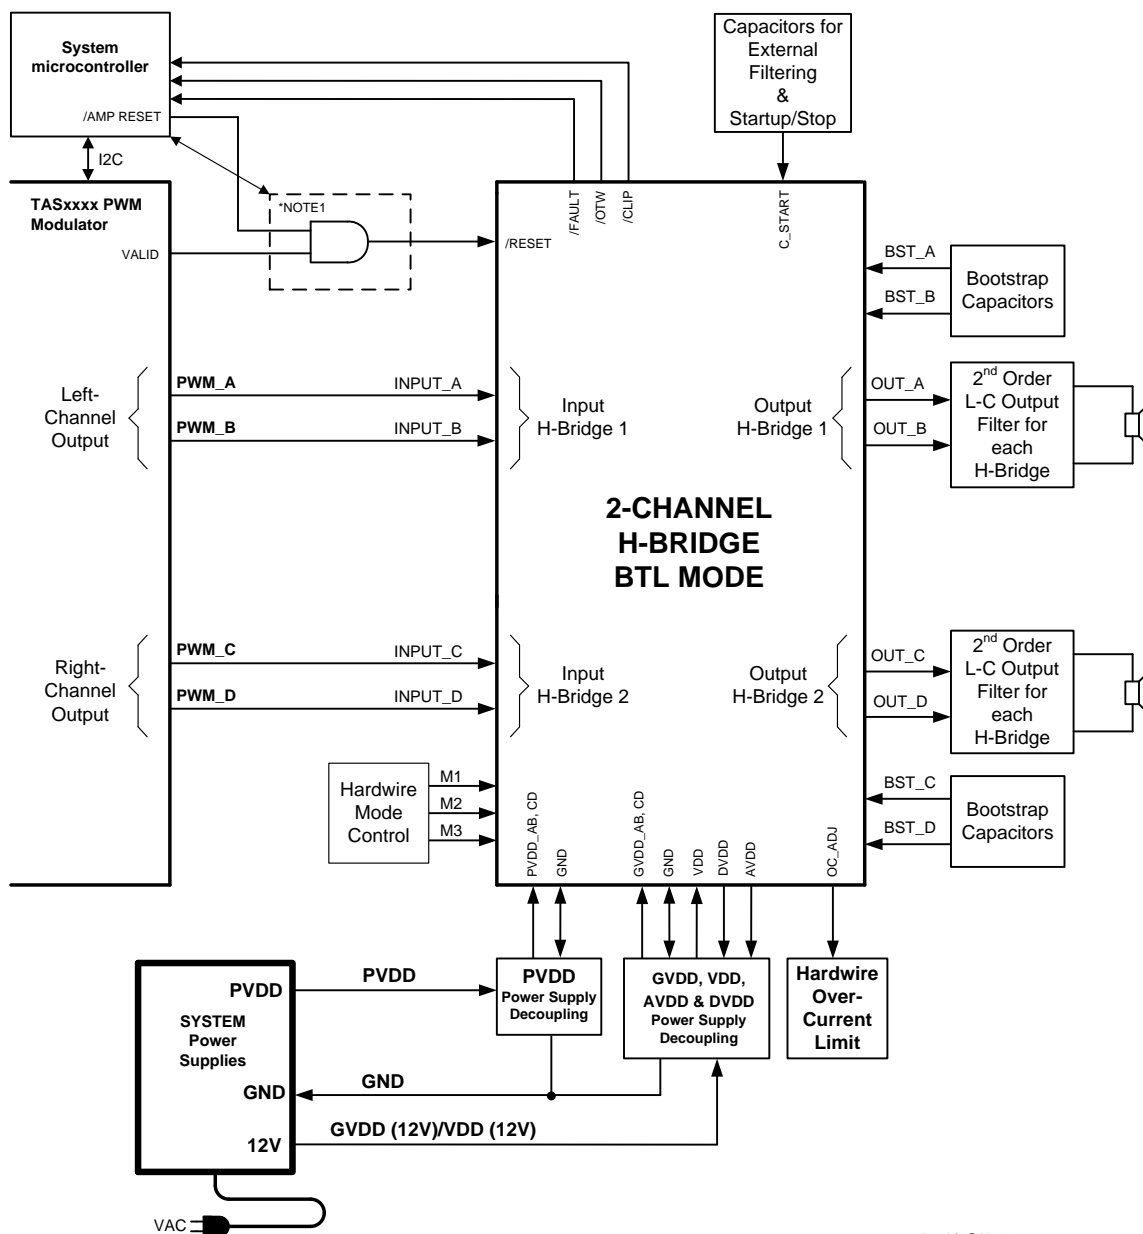 System
microcontroller
/AMP RESET
I2C
Capacitors for
External
Filtering
&
Startup/Stop
TASxxxx PWM
Modulator
VALID
*NOTE1
/RESET
/FAULT
/OTW
/CLIP
C_START
BST_A
BST_B
Bootstrap
Capacitors
Left-
Channel
Output
PWM_A
INPUT_A
PWM_B
INPUT_B
Input
H-Bridge 1
Output
H-Bridge 1
OUT_A
OUT_B
2nd Order
L-C Output
Filter for
each
H-Bridge
2-CHANNEL
H-BRIDGE
BTL MODE
Right-
Channel
Output
PWM_C
INPUT_C
PWM_D
INPUT_D
Input
H-Bridge 2
Output
H-Bridge 2
OUT_C
OUT_D
2nd Order
L-C Output
Filter for
each
H-Bridge
Hardwire
Mode
Control
M1
M2
M3
PVDD_AB, CD
GND
GVDD_AB, CD
GND
VDD
DVDD
AVDD
OC_ADJ
BST_C
BST_D
Bootstrap
Capacitors
PVDD
SYSTEM
Power
Supplies
GND
12V
PVDD
PVDD
Power Supply
Decoupling
GVDD, VDD,
AVDD & DVDD
Power Supply
Decoupling
Hardwire
Over-
Current
Limit
GND
GVDD (12V)/VDD (12V)
VAC